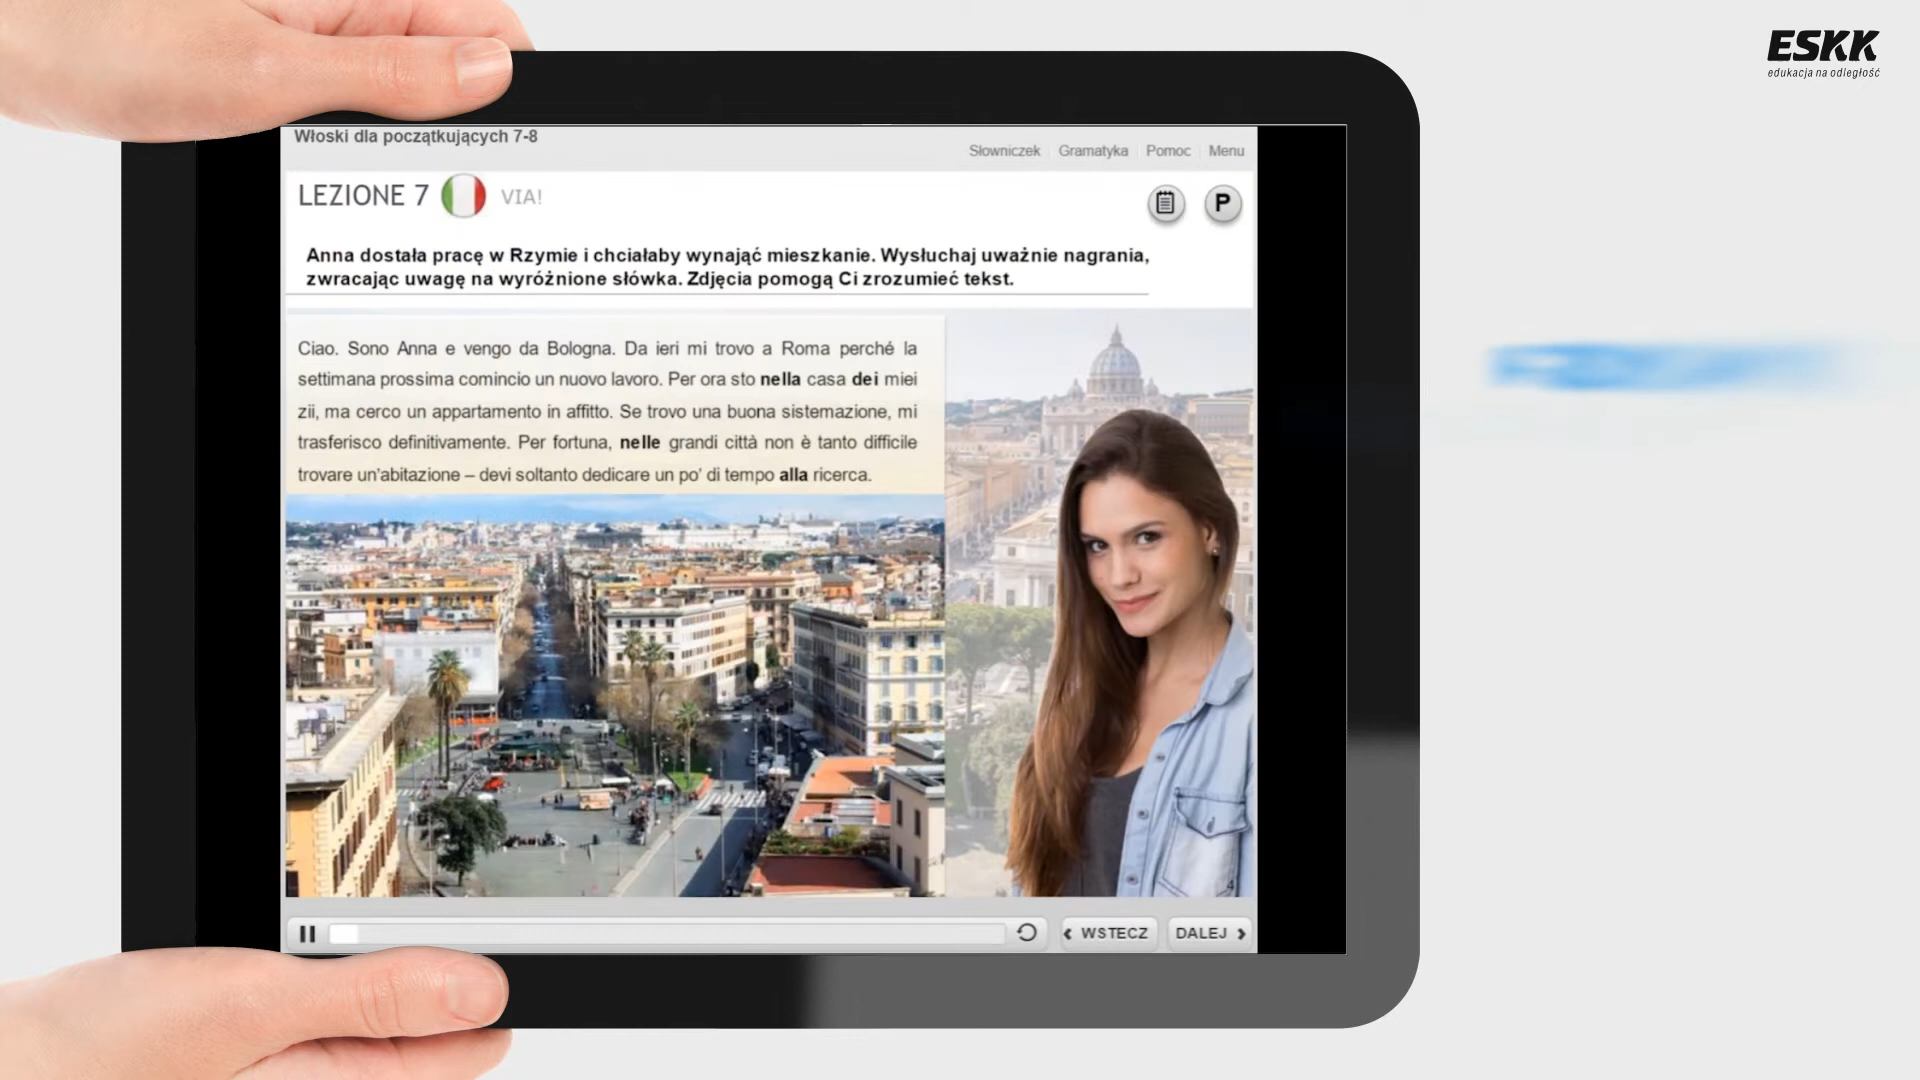 ESKK
edukacja na odległość
Włoski dla początkujących 7-8
Słowniczek Gramatyka Pomoc Menu
LEZIONE 7 VIA!
P
Anna dostała pracę w Rzymie i chciałaby wynająć mieszkanie. Wysłuchaj uważnie nagrania,
zwracając uwagę na wyróżnione słówka. Zdjęcia pomogą Ci zrozumieć tekst.
Ciao. Sono Anna e vengo da Bologna. Da ieri mi trovo a Roma perché la
settimana prossima comincio un nuovo lavoro. Per ora sto nella casa dei miei
zii, ma cerco un appartamento in affitto. Se trovo una buona sistemazione, mi
trasferisco definitivamente. Per fortuna, nelle grandi città non è tanto difficile
trovare un'abitazione – devi soltanto dedicare un po' di tempo alla ricerca.
4
WSTECZ DALEJ